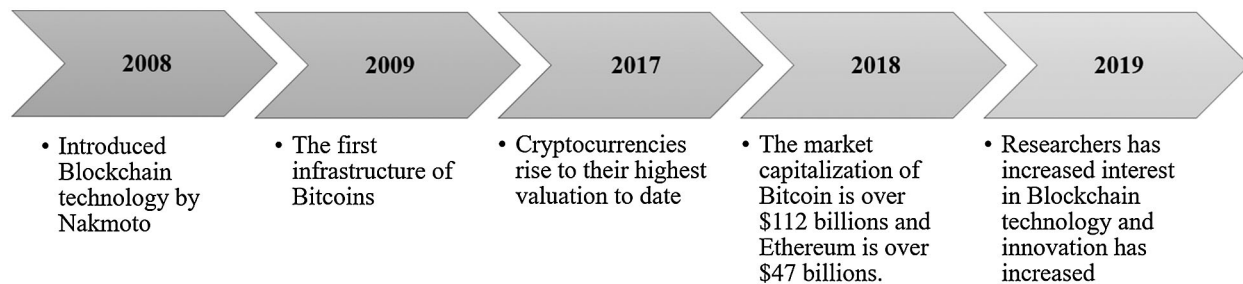 2008
2009
2017
2018
2019
• Introduced
Blockchain
technology by
Nakmoto
• The first
infrastructure of
Bitcoins
• Cryptocurrencies
rise to their highest
valuation to date
• The market
capitalization of
Bitcoin is over
$112 billions and
Ethereum is over
$47 billions.
• Researchers has
increased interest
in Blockchain
technology and
innovation has
increased